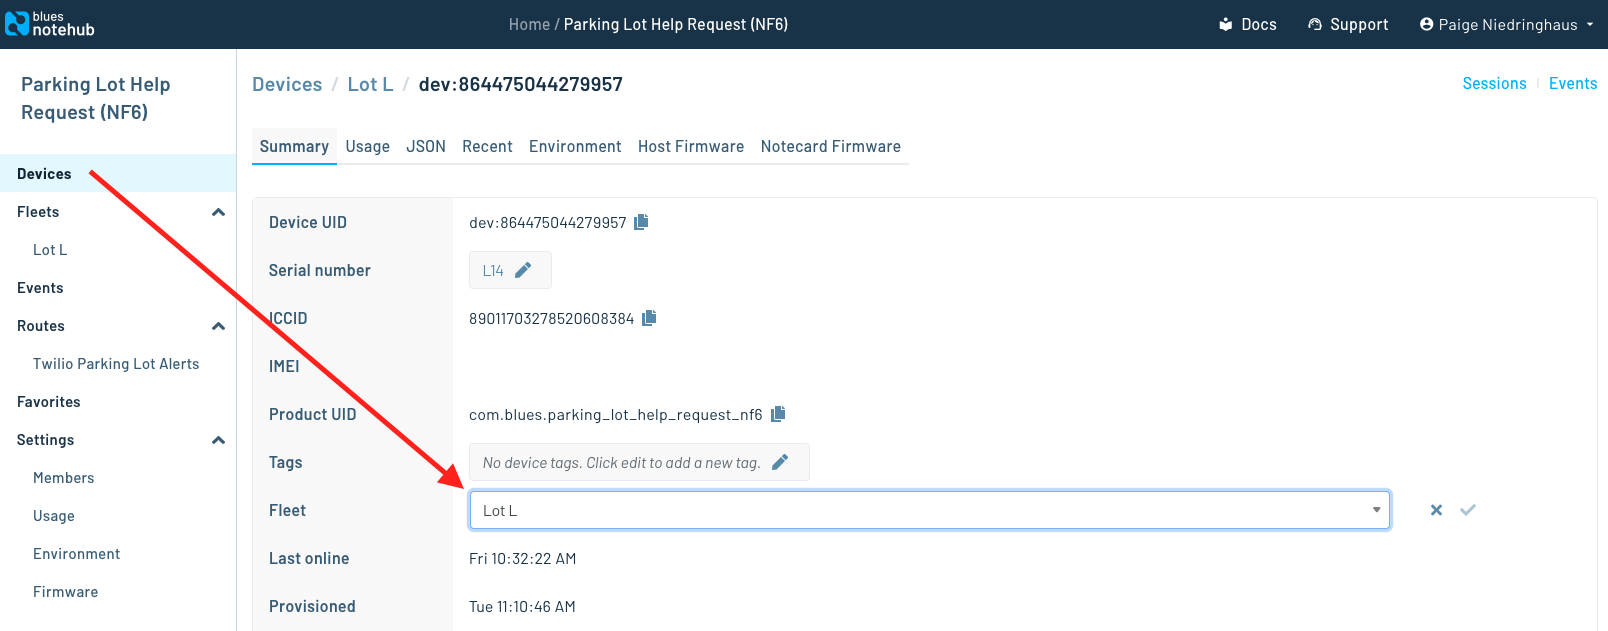 blues
notehub
Home / Parking Lot Help Request (NF6)
Docs
Support
Paige Niedringhaus
Parking Lot Help
Request (NF6)
Devices
Fleets
Lot L
Events
Routes
Twilio Parking Lot Alerts
Favorites
Settings
Members
Usage
Environment
Firmware
Devices / Lot L / dev:864475044279957
Sessions | Events
Summary Usage JSON Recent Environment Host Firmware Notecard Firmware
Device UID dev:864475044279957
Serial number L14
ICCID 89011703278520608384
IMEI
Product UID com.blues.parking_lot_help_request_nf6
Tags No device tags. Click edit to add a new tag.
Fleet Lot L
Last online Fri 10:32:22 AM
Provisioned Tue 11:10:46 AM